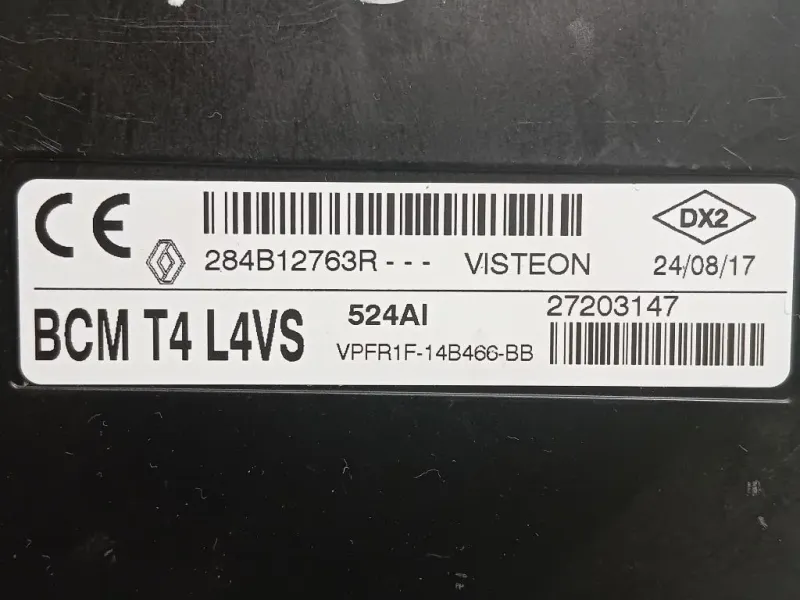 CE
284B12763R--- VISTEON
DX2
24/08/17
BCM T4 L4VS
524AI
VPFR1F-14B466-BB
27203147